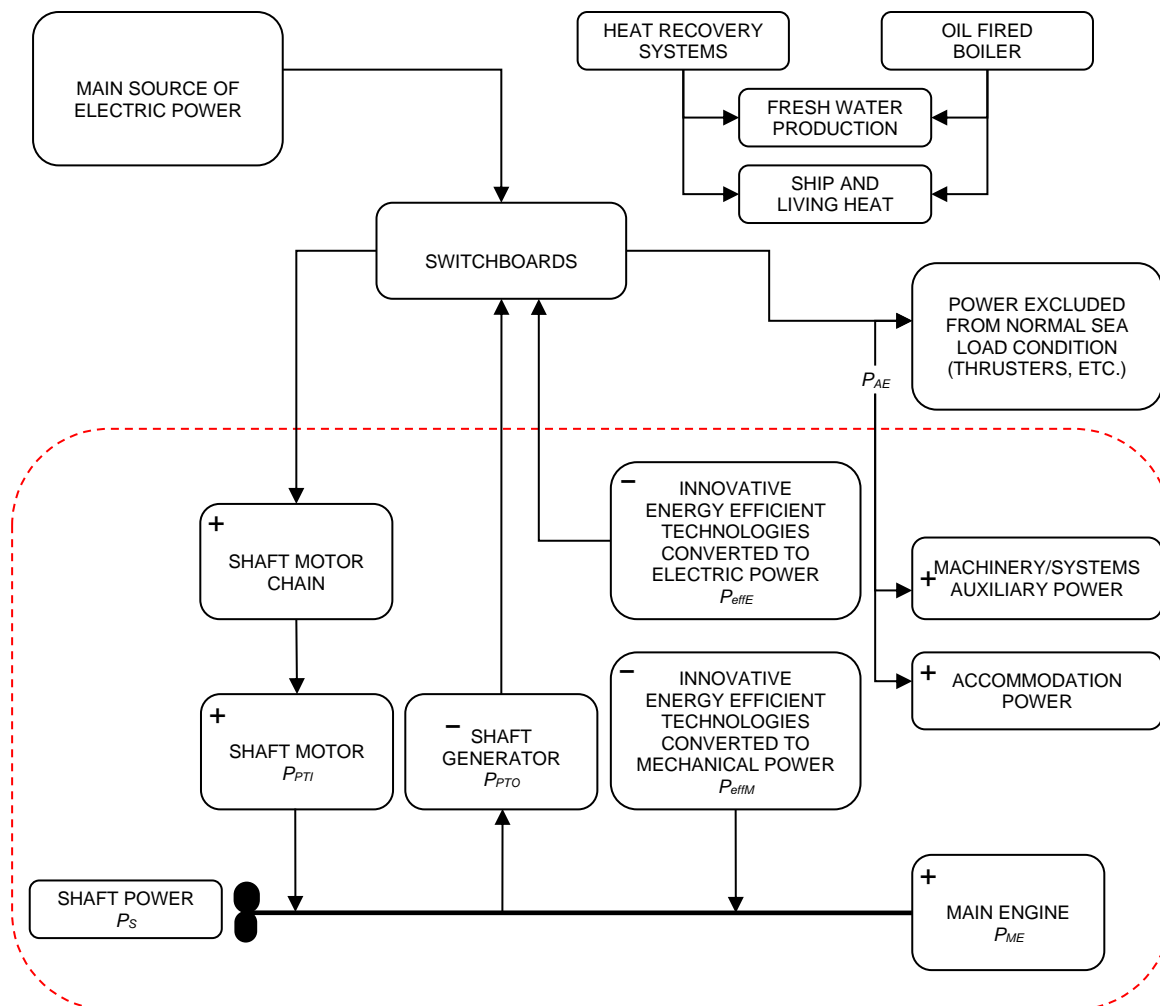 MAIN SOURCE OF
ELECTRIC POWER
HEAT RECOVERY
SYSTEMS
OIL FIRED
BOILER
FRESH WATER
PRODUCTION
SHIP AND
LIVING HEAT
SWITCHBOARDS
POWER EXCLUDED
FROM NORMAL SEA
LOAD CONDITION
(THRUSTERS, ETC.)
PAE
+
SHAFT MOTOR
CHAIN
−
INNOVATIVE
ENERGY EFFICIENT
TECHNOLOGIES
CONVERTED TO
ELECTRIC POWER
PeffE
+
MACHINERY/SYSTEMS
AUXILIARY POWER
+
ACCOMMODATION
POWER
+
SHAFT MOTOR
PPTI
−
SHAFT
GENERATOR
PPTO
−
INNOVATIVE
ENERGY EFFICIENT
TECHNOLOGIES
CONVERTED TO
MECHANICAL POWER
PeffM
SHAFT POWER
PS
+
MAIN ENGINE
PME